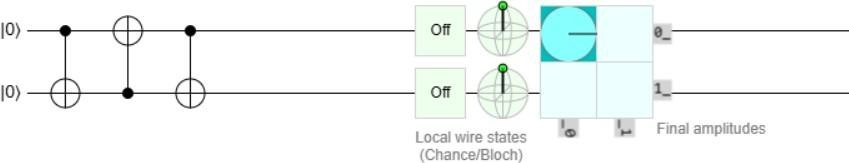 |0⟩ Off 0_
|0⟩ Off 1_
_0 _1
Local wire states
(Chance/Bloch)
Final amplitudes